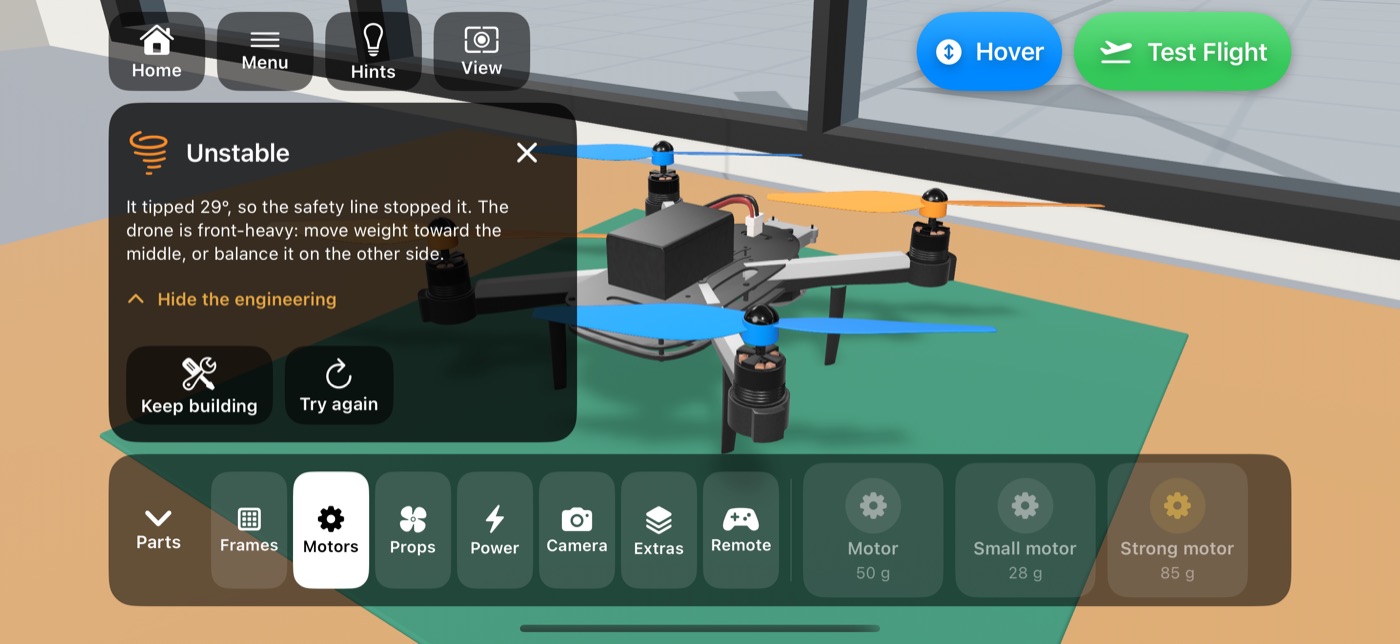 Home
Menu
Hints
View
Hover
Test Flight
Unstable
It tipped 29°, so the safety line stopped it. The
drone is front-heavy: move weight toward the
middle, or balance it on the other side.
Hide the engineering
Keep building
Try again
Parts
Frames
Motors
Props
Power
Camera
Extras
Remote
Motor
50 g
Small motor
28 g
Strong motor
85 g